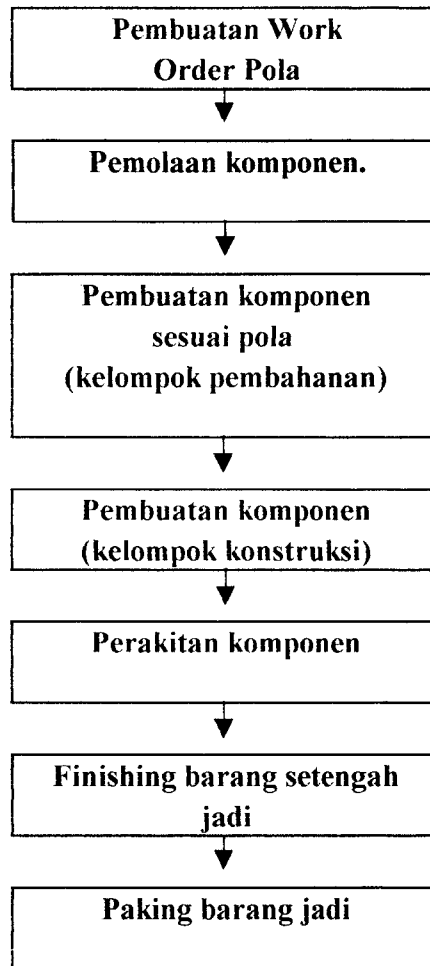 Pembuatan Work
Order Pola
Pemolaan komponen.
Pembuatan komponen
sesuai pola
(kelompok pembahanan)
Pembuatan komponen
(kelompok konstruksi)
Perakitan komponen
Finishing barang setengah
jadi
Paking barang jadi